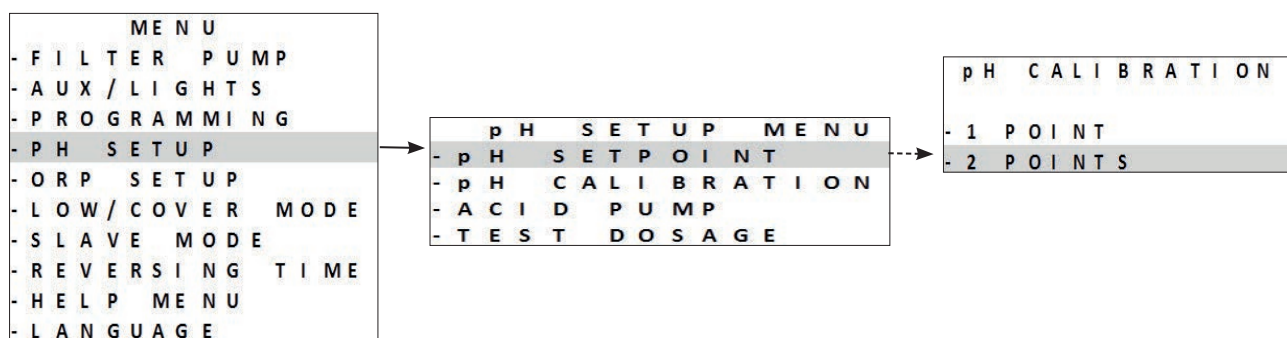 MENU
- FILTER PUMP
- AUX/LIGHTS
- PROGRAMMING
- PH SETUP
- ORP SETUP
- LOW/COVER MODE
- SLAVE MODE
- REVERSING TIME
- HELP MENU
- LANGUAGE
pH SETUP MENU
- pH SETPOINT
- pH CALIBRATION
- ACID PUMP
- TEST DOSAGE
pH CALIBRATION
- 1 POINT
- 2 POINTS